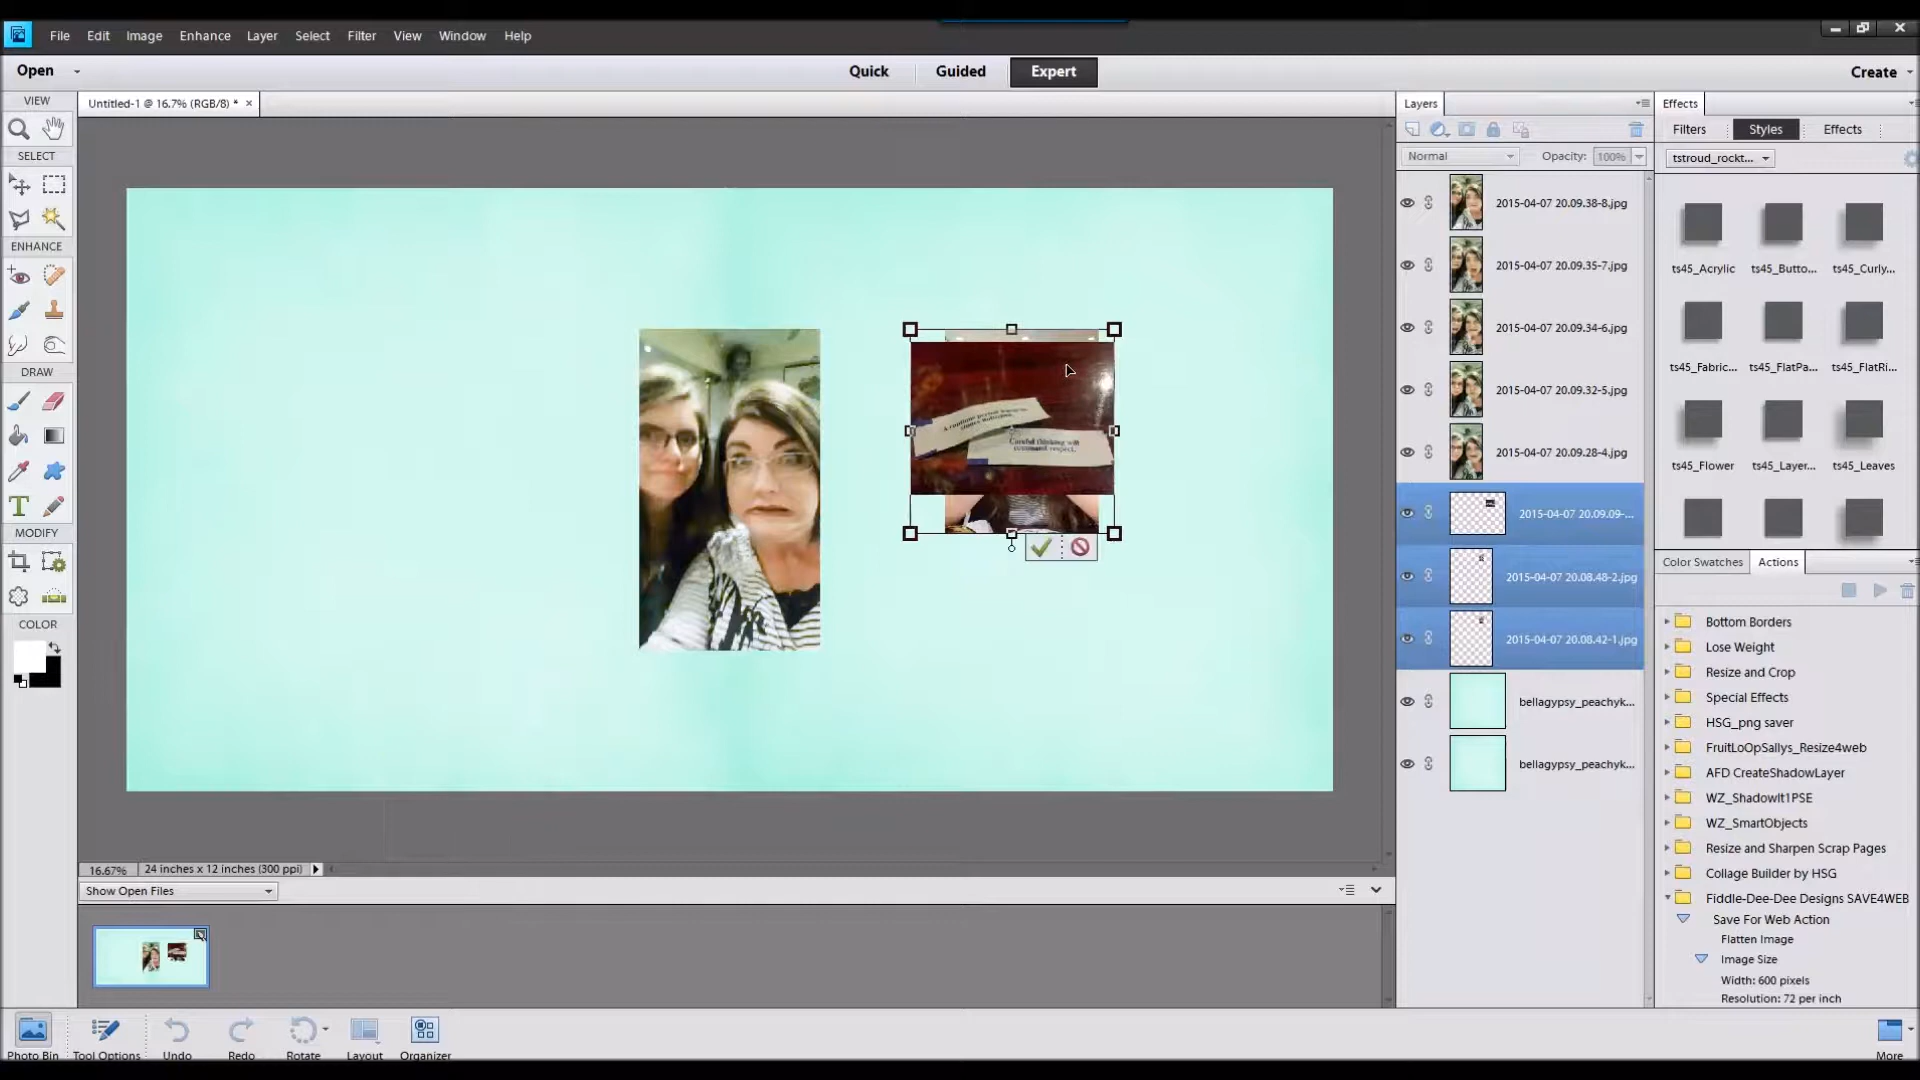 File Edit Image Enhance Layer Select Filter View Window Help
Open Quick Guided Expert Create
VIEW
Untitled-1 @ 16.7% (RGB/8) * ×
SELECT
ENHANCE
DRAW
MODIFY
COLOR
T
Layers
Normal Opacity: 100%
2015-04-07 20.09.38-8.jpg
2015-04-07 20.09.35-7.jpg
2015-04-07 20.09.34-6.jpg
2015-04-07 20.09.32-5.jpg
2015-04-07 20.09.28-4.jpg
2015-04-07 20.09.09-...
2015-04-07 20.08.48-2.jpg
2015-04-07 20.08.42-1.jpg
bellagypsy_peachyk...
bellagypsy_peachyk...
Effects
Filters Styles Effects
tstroud_rockt...
ts45_Acrylic ts45_Butto... ts45_Curly...
ts45_Fabric... ts45_FlatPa... ts45_FlatRi...
ts45_Flower ts45_Layer... ts45_Leaves
Color Swatches Actions
Bottom Borders
Lose Weight
Resize and Crop
Special Effects
HSG_png saver
FruitLoOpSallys_Resize4web
AFD CreateShadowLayer
WZ_ShadowIt1PSE
WZ_SmartObjects
Resize and Sharpen Scrap Pages
Collage Builder by HSG
Fiddle-Dee-Dee Designs SAVE4WEB
Save For Web Action
Flatten Image
Image Size
Width: 600 pixels
Resolution: 72 per inch
Careful thinking will
command respect.
16.67% 24 inches x 12 inches (300 ppi)
Show Open Files
Photo Bin Tool Options Undo Redo Rotate Layout Organizer More